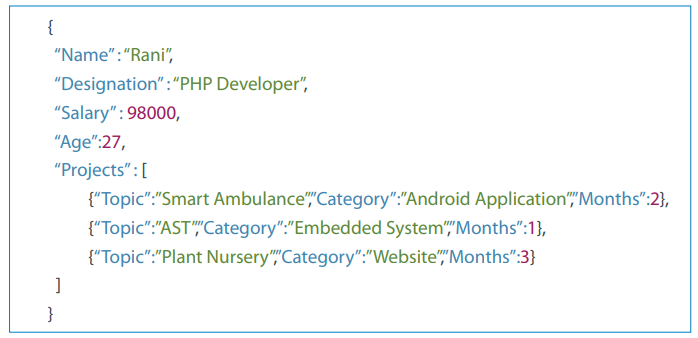 {
“Name” : “Rani”,
“Designation” : “PHP Developer”,
“Salary” : 98000,
“Age”:27,
“Projects” : [
{“Topic”:”Smart Ambulance”,”Category”:”Android Application”,”Months”:2},
{“Topic”:”AST”,”Category”:”Embedded System”,”Months”:1},
{“Topic”:”Plant Nursery”,”Category”:”Website”,”Months”:3}
]
}